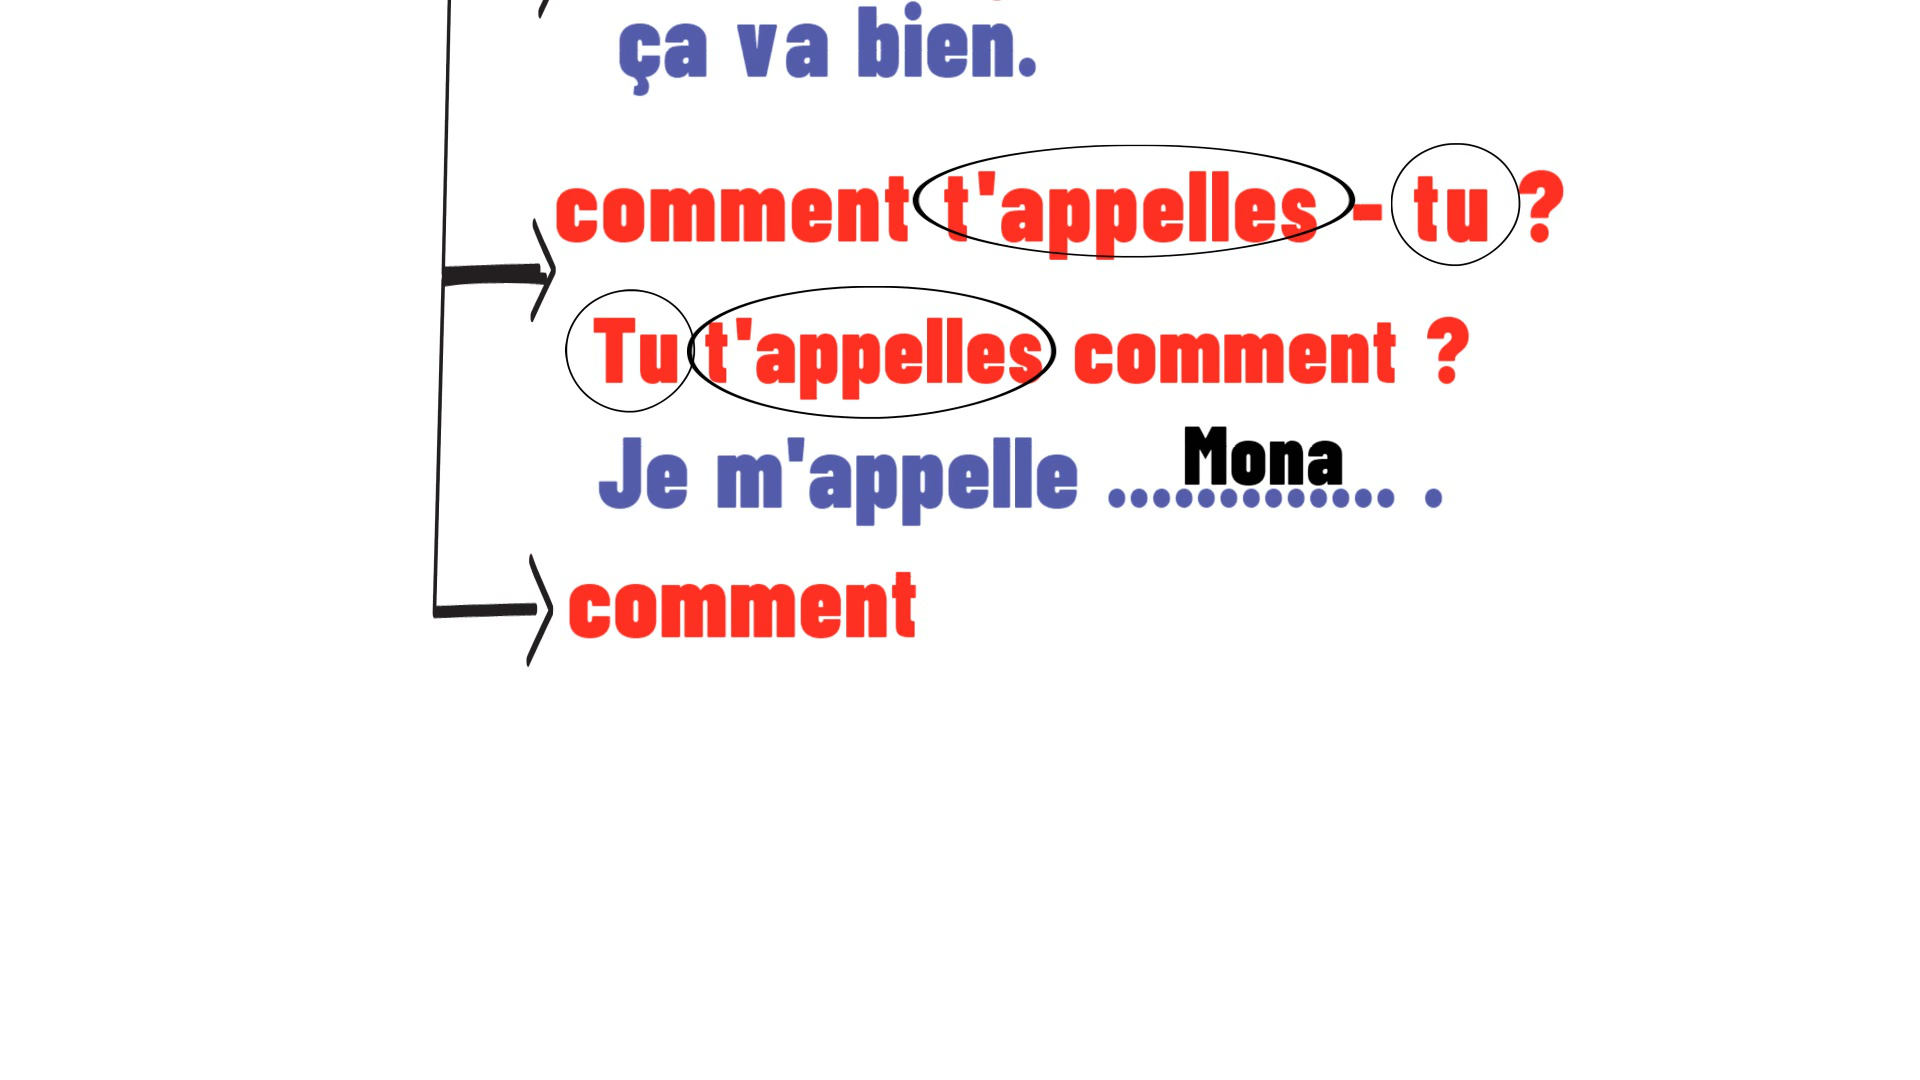 ça va bien.
comment t'appelles - tu ?
Tu t'appelles comment ?
Je m'appelle ............. .
Mona
comment